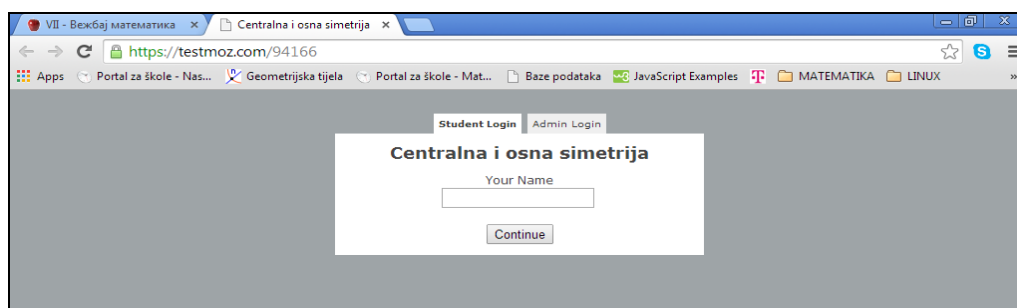 VII - Вежбај математика
Centralna i osna simetrija
https://testmoz.com/94166
Apps Portal za škole - Nas... Geometrijska tijela Portal za škole - Mat... Baze podataka JavaScript Examples MATEMATIKA LINUX »
Student Login Admin Login
Centralna i osna simetrija
Your Name
Continue